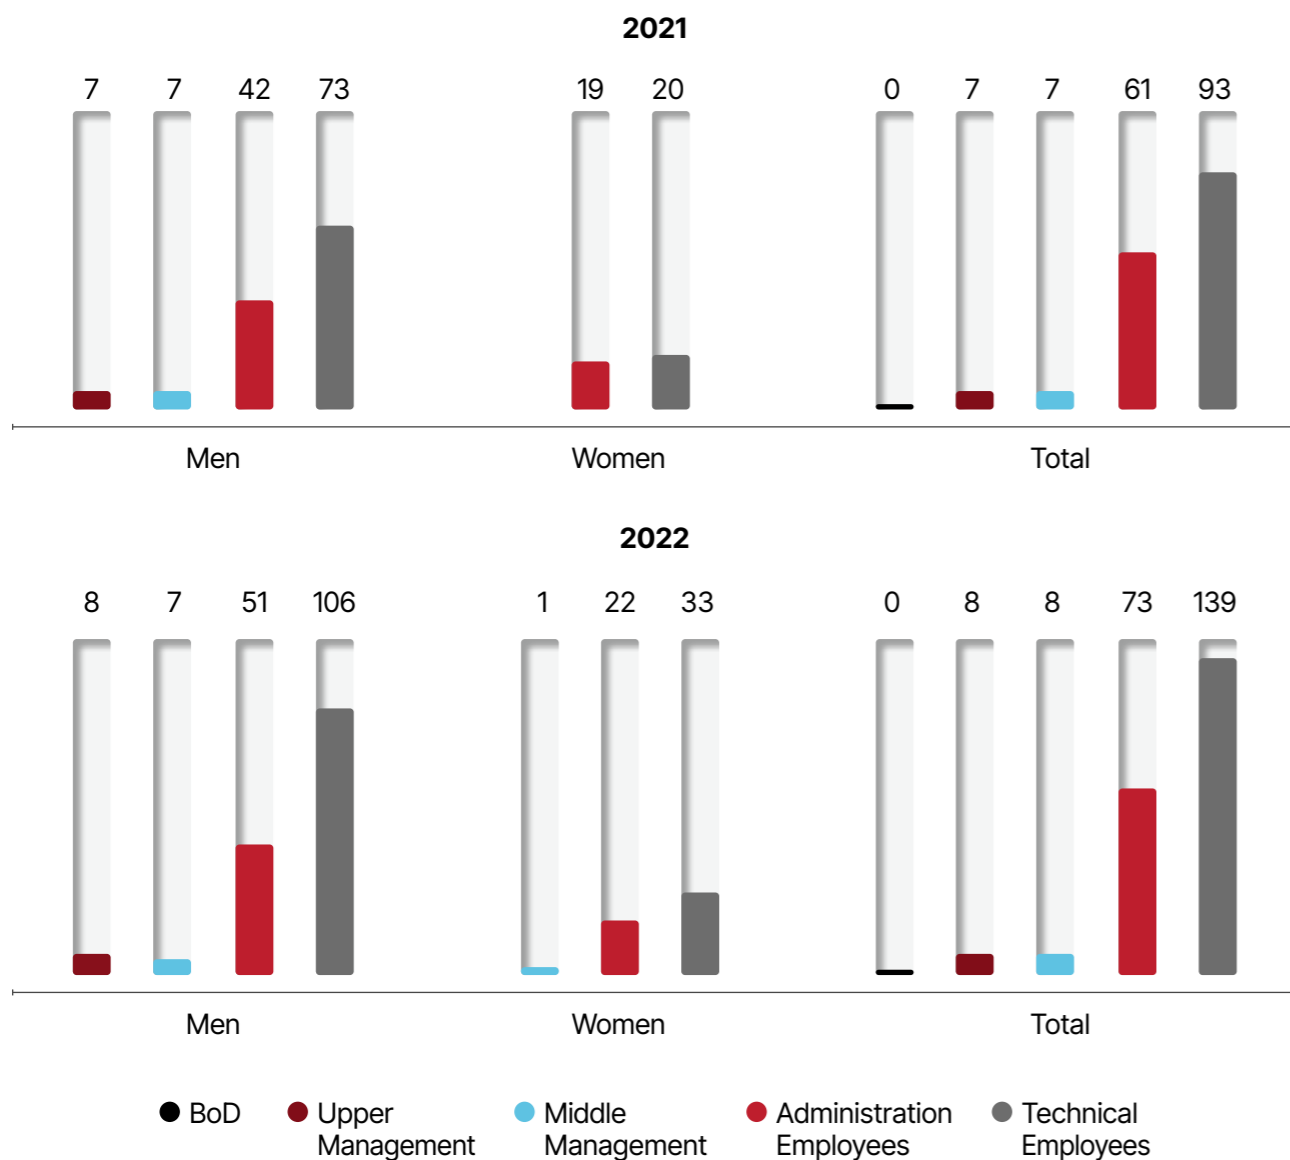 2021
7 7 42 73 19 20 0 7 7 61 93
Men Women Total
2022
8 7 51 106 1 22 33 0 8 8 73 139
Men Women Total
BoD Upper Middle Administration Technical
Management Management Employees Employees